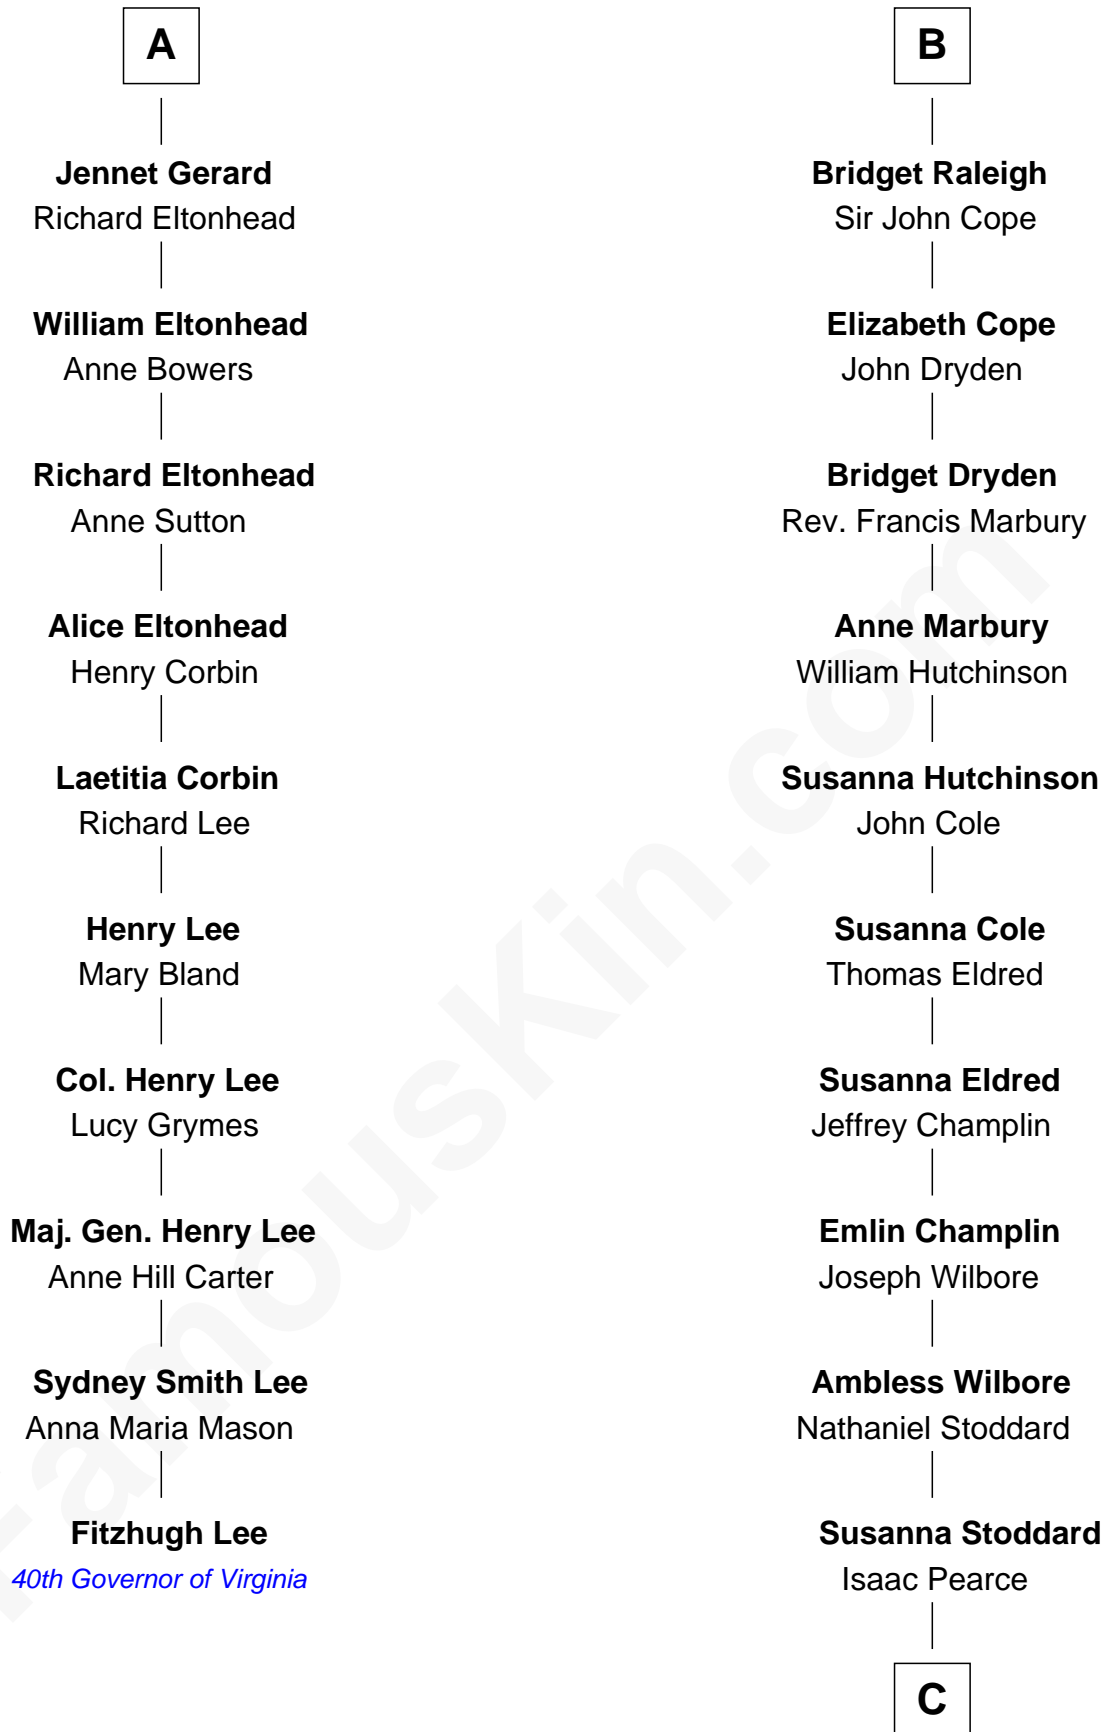 A
Jennet Gerard
Richard Eltonhead
William Eltonhead
Anne Bowers
Richard Eltonhead
Anne Sutton
Alice Eltonhead
Henry Corbin
Laetitia Corbin
Richard Lee
Henry Lee
Mary Bland
Col. Henry Lee
Lucy Grymes
Maj. Gen. Henry Lee
Anne Hill Carter
Sydney Smith Lee
Anna Maria Mason
Fitzhugh Lee
40th Governor of Virginia
B
Bridget Raleigh
Sir John Cope
Elizabeth Cope
John Dryden
Bridget Dryden
Rev. Francis Marbury
Anne Marbury
William Hutchinson
Susanna Hutchinson
John Cole
Susanna Cole
Thomas Eldred
Susanna Eldred
Jeffrey Champlin
Emlin Champlin
Joseph Wilbore
Ambless Wilbore
Nathaniel Stoddard
Susanna Stoddard
Isaac Pearce
C
FamousKin.com